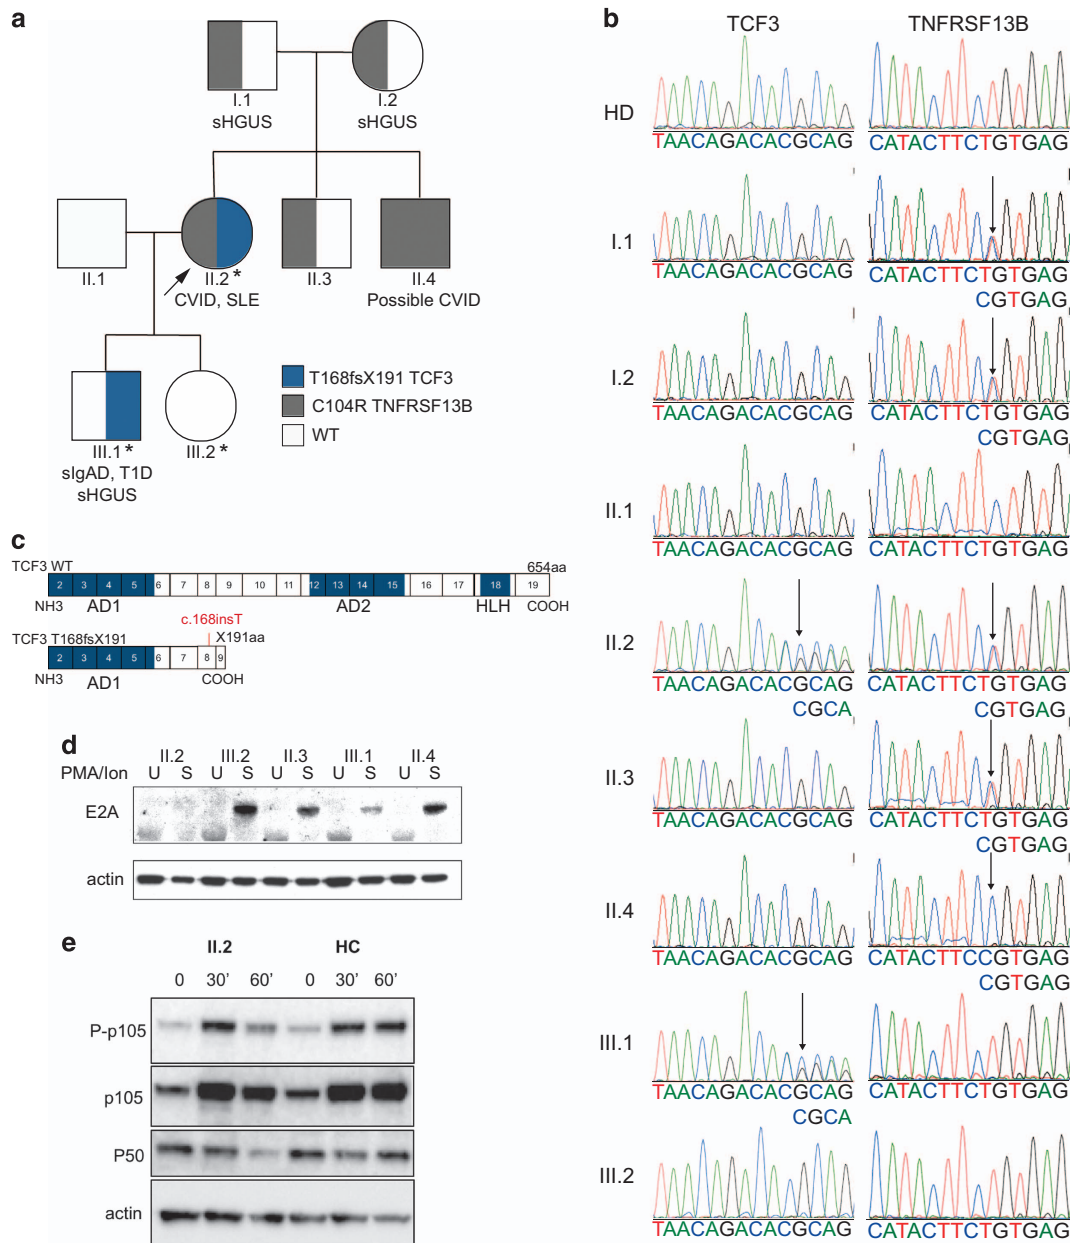 a
I.1
sHGUS
I.2
sHGUS
II.1
II.2 *
CVID, SLE
II.3
II.4
Possible CVID
III.1 *
sIgAD, T1D
sHGUS
III.2 *
T168fsX191 TCF3
C104R TNFRSF13B
WT
b
TCF3 TNFRSF13B
HD
TAACAGACACGCAG CATACTTCTGTGAG
I.1
TAACAGACACGCAG CATACTTCTGTGAG
CGTGAG
I.2
TAACAGACACGCAG CATACTTCTGTGAG
CGTGAG
II.1
TAACAGACACGCAG CATACTTCTGTGAG
II.2
TAACAGACACGCAG CATACTTCTGTGAG
CGCA CGTGAG
II.3
TAACAGACACGCAG CATACTTCTGTGAG
CGTGAG
II.4
TAACAGACACGCAG CATACTTCCGTGAG
CGTGAG
III.1
TAACAGACACGCAG CATACTTCTGTGAG
CGCA
III.2
TAACAGACACGCAG CATACTTCTGTGAG
c
TCF3 WT 654aa
2 3 4 5 6 7 8 9 10 11 12 13 14 15 16 17 18 19
NH3 AD1 AD2 HLH COOH
c.168insT
TCF3 T168fsX191 X191aa
2 3 4 5 6 7 8 9
NH3 AD1 COOH
d
II.2 III.2 II.3 III.1 II.4
PMA/Ion U S U S U S U S U S
E2A
actin
e
II.2 HC
0 30' 60' 0 30' 60'
P-p105
p105
P50
actin